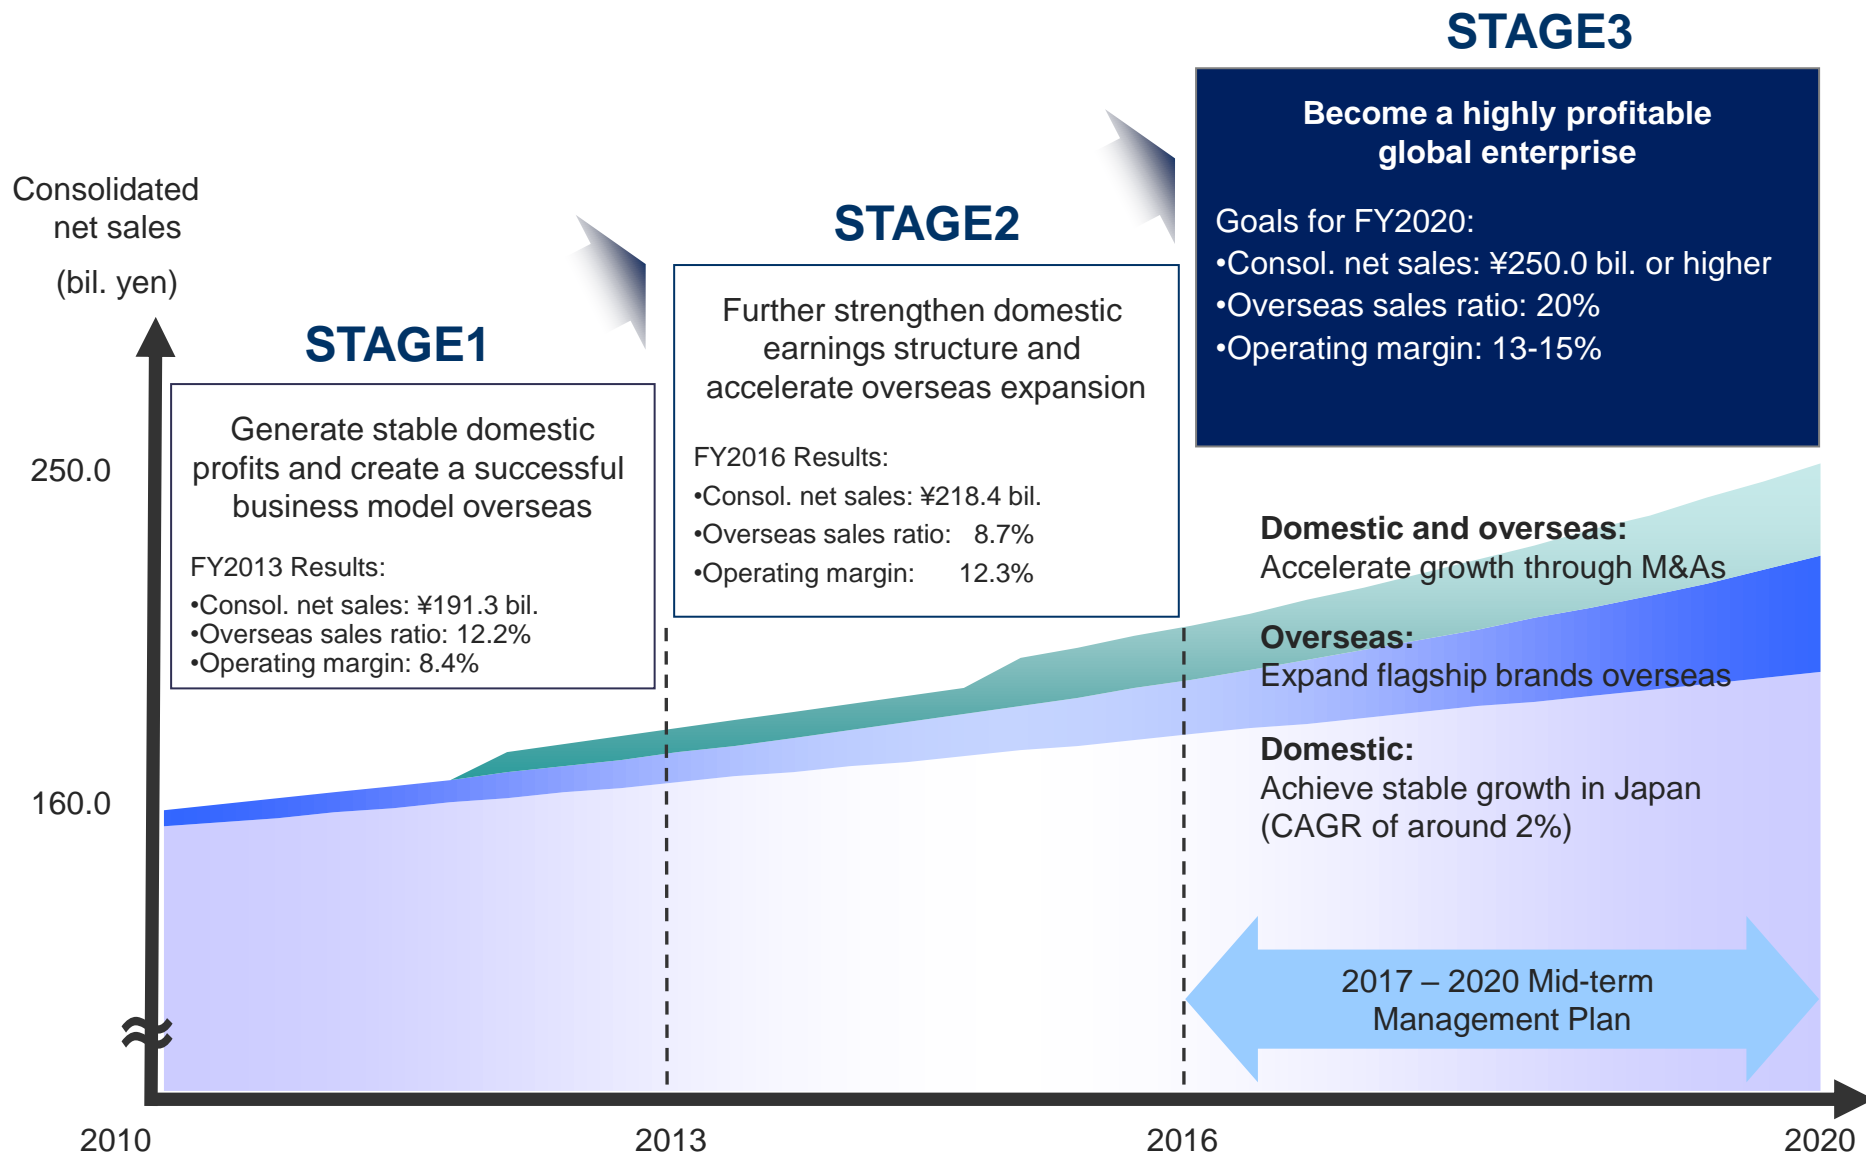 STAGE3
Become a highly profitable
global enterprise
Goals for FY2020:
•Consol. net sales: ¥250.0 bil. or higher
•Overseas sales ratio: 20%
•Operating margin: 13-15%
Consolidated
net sales
(bil. yen)
STAGE2
Further strengthen domestic
earnings structure and
accelerate overseas expansion
FY2016 Results:
•Consol. net sales: ¥218.4 bil.
•Overseas sales ratio: 8.7%
•Operating margin: 12.3%
STAGE1
Generate stable domestic
profits and create a successful
business model overseas
FY2013 Results:
•Consol. net sales: ¥191.3 bil.
•Overseas sales ratio: 12.2%
•Operating margin: 8.4%
250.0
160.0
Domestic and overseas:
Accelerate growth through M&As
Overseas:
Expand flagship brands overseas
Domestic:
Achieve stable growth in Japan
(CAGR of around 2%)
2017 – 2020 Mid-term
Management Plan
2010
2013
2016
2020